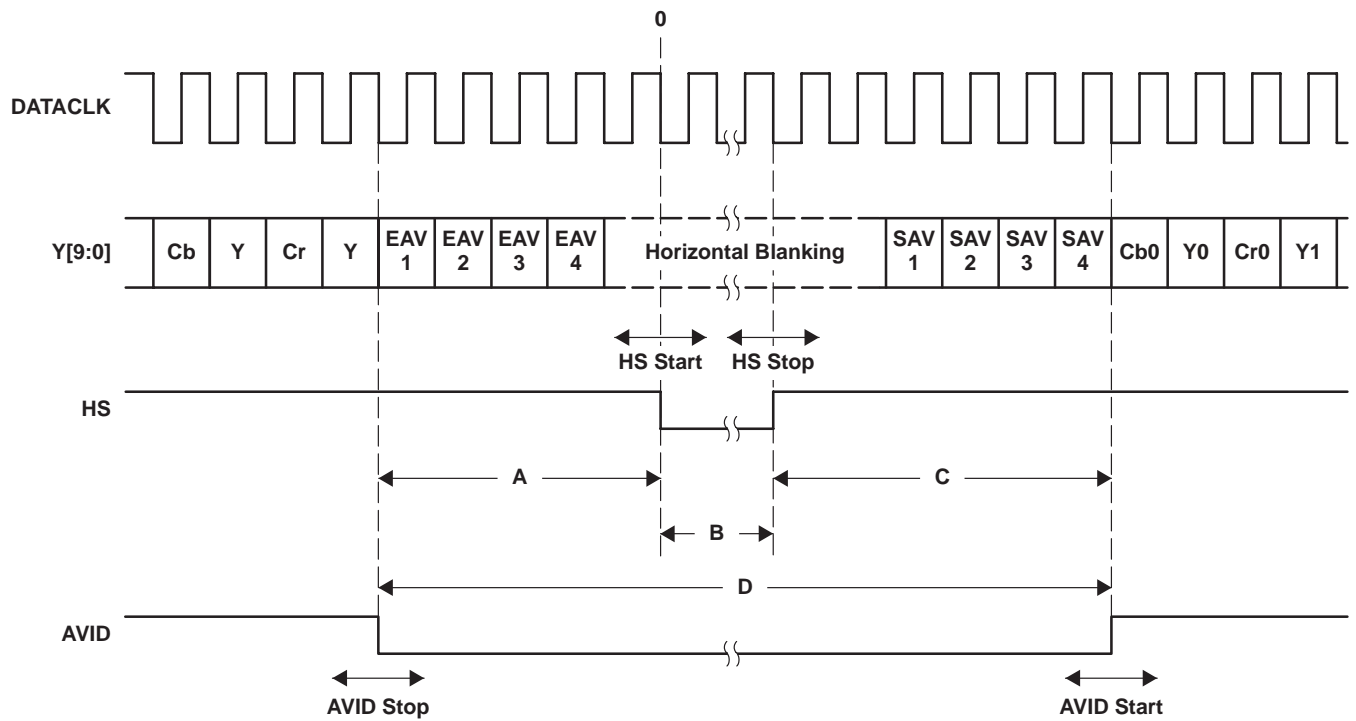 0
DATACLK
Y[9:0]
Cb
Y
Cr
Y
EAV
1
EAV
2
EAV
3
EAV
4
Horizontal Blanking
SAV
1
SAV
2
SAV
3
SAV
4
Cb0
Y0
Cr0
Y1
HS Start
HS Stop
HS
A
C
B
D
AVID
AVID Stop
AVID Start